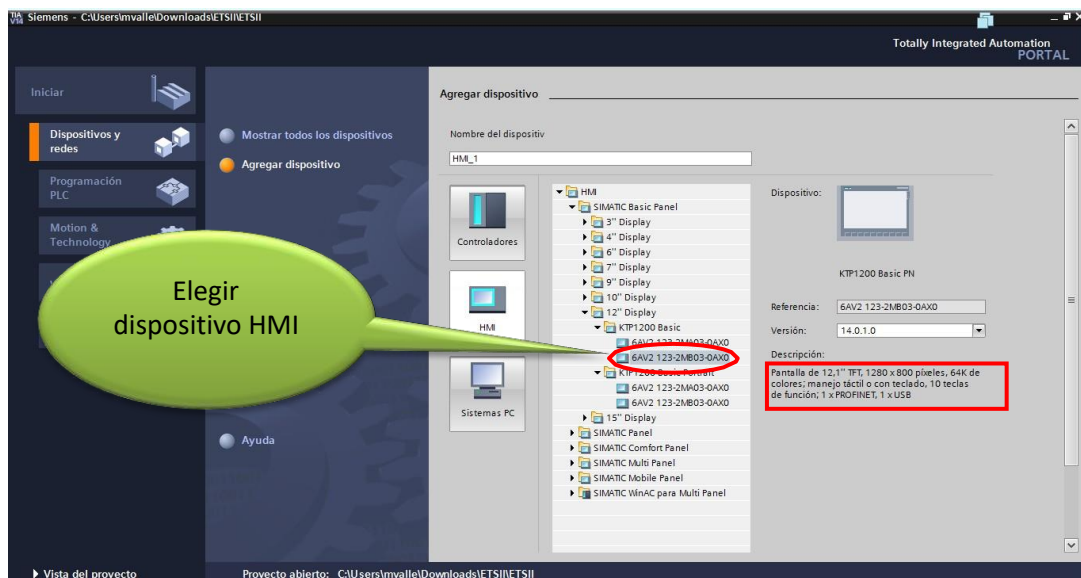 TIA
V14
Siemens - C:\Users\mvalle\Downloads\ETSII\ETSII
Totally Integrated Automation
PORTAL
Iniciar
Dispositivos y
redes
Programación
PLC
Motion &
Technology
Mostrar todos los dispositivos
Agregar dispositivo
Ayuda
Elegir
dispositivo HMI
Agregar dispositivo
Nombre del dispositiv
HMI_1
Controladores
HMI
Sistemas PC
HMI
SIMATIC Basic Panel
3'' Display
4'' Display
6'' Display
7'' Display
9'' Display
10'' Display
12'' Display
KTP1200 Basic
6AV2 123-2MA03-0AX0
6AV2 123-2MB03-0AX0
KTP1200 Basic Portrait
6AV2 123-2MA03-0AX0
6AV2 123-2MB03-0AX0
15'' Display
SIMATIC Panel
SIMATIC Comfort Panel
SIMATIC Multi Panel
SIMATIC Mobile Panel
SIMATIC WinAC para Multi Panel
Dispositivo:
KTP1200 Basic PN
Referencia: 6AV2 123-2MB03-0AX0
Versión: 14.0.1.0
Descripción:
Pantalla de 12,1'' TFT, 1280 x 800 píxeles, 64K de
colores; manejo táctil o con teclado, 10 teclas
de función; 1 x PROFINET, 1 x USB
Vista del proyecto
Proyecto abierto: C:\Users\mvalle\Downloads\ETSII\ETSII